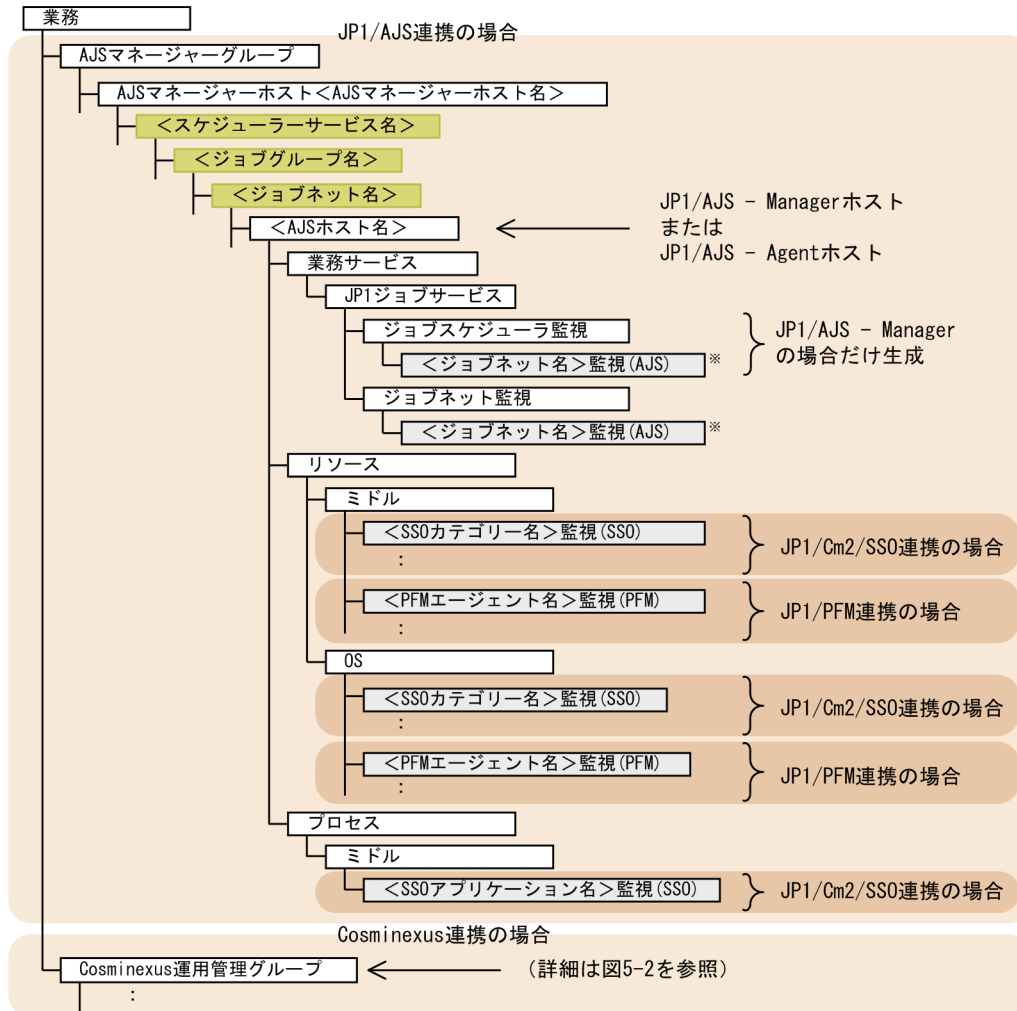 業務
JP1/AJS連携の場合
AJSマネージャーグループ
AJSマネージャーホスト<AJSマネージャーホスト名>
<スケジューラーサービス名>
<ジョブグループ名>
<ジョブネット名>
<AJSホスト名>
JP1/AJS - Managerホスト
または
JP1/AJS - Agentホスト
業務サービス
JP1ジョブサービス
ジョブスケジューラ監視
<ジョブネット名>監視(AJS) ※
JP1/AJS - Manager
の場合だけ生成
ジョブネット監視
<ジョブネット名>監視(AJS) ※
リソース
ミドル
<SSOカテゴリー名>監視(SSO)
:
JP1/Cm2/SSO連携の場合
<PFMエージェント名>監視(PFM)
:
JP1/PFM連携の場合
OS
<SSOカテゴリー名>監視(SSO)
:
JP1/Cm2/SSO連携の場合
<PFMエージェント名>監視(PFM)
:
JP1/PFM連携の場合
プロセス
ミドル
<SSOアプリケーション名>監視(SSO)
JP1/Cm2/SSO連携の場合
Cosminexus連携の場合
Cosminexus運用管理グループ
(詳細は図5-2を参照)
: